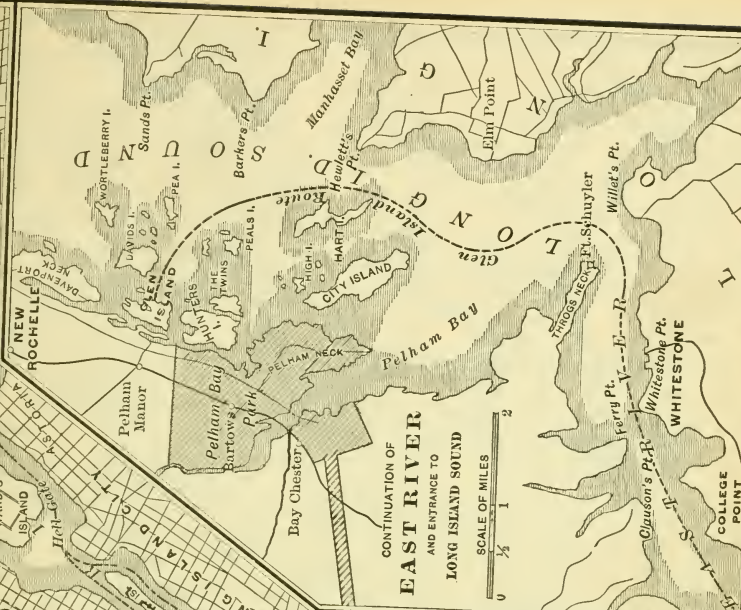 I.
Manhasset Bay
Sands Pt.
Barkers Pt.
WORTLEBERRY I.
PEA I.
DAVIDS I.
DAVENPORT NECK
GLEN
ISLAND
HUNTERS
THE
TWINS
PEALS I.
HIGH I.
HART I.
CITY ISLAND
Hewlett's
Pt.
Elm Point
LONG ISLAND
LONG
SOUND
Glen Island Route
NEW
ROCHELLE
Pelham
Manor
Pelham Bay
Park
Bartows
PELHAM NECK
Pelham Bay
Bay Chester
THROGS NECK
Ft. Schuyler
Willet's Pt.
Ferry Pt.
Clauson's Pt.
Whitestone Pt.
WHITESTONE
COLLEGE
POINT
EAST RIVER
ASTORIA
ISLAND
Hell-Gate
ISLAND CITY
CONTINUATION OF
EAST RIVER
AND ENTRANCE TO
LONG ISLAND SOUND
SCALE OF MILES
0 ½ 1 2